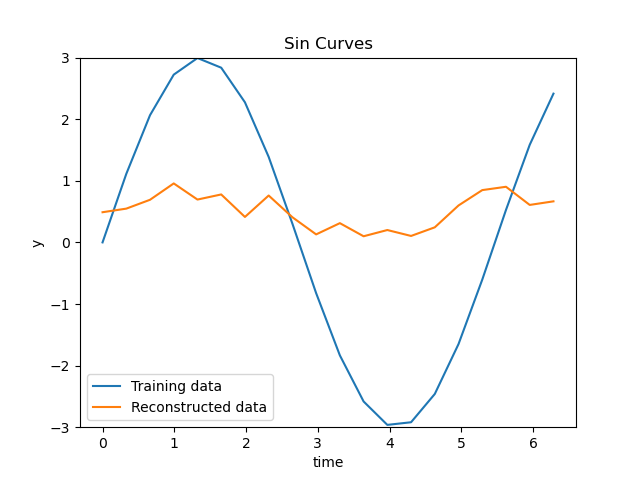 Sin Curves
3
2
1
0
−1
−2
−3
y
Training data
Reconstructed data
0 1 2 3 4 5 6
time